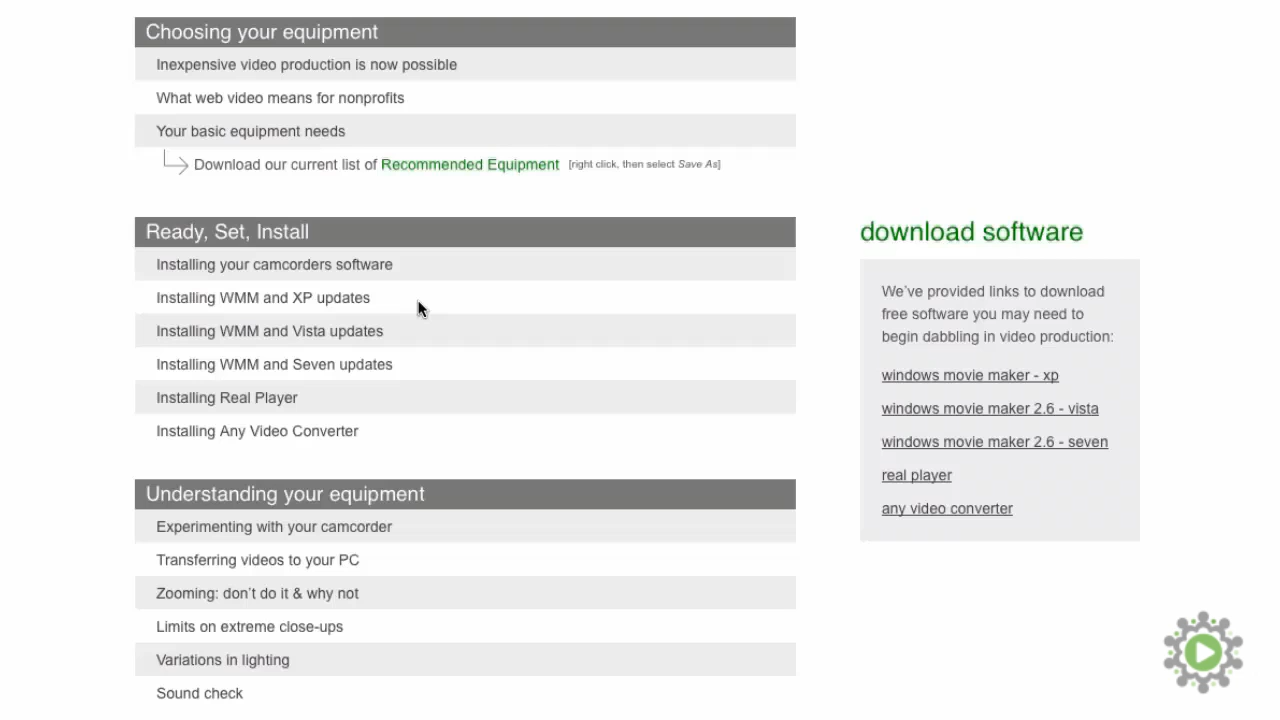 Choosing your equipment
Inexpensive video production is now possible
What web video means for nonprofits
Your basic equipment needs
Download our current list of Recommended Equipment [right click, then select Save As]
Ready, Set, Install
Installing your camcorders software
Installing WMM and XP updates
Installing WMM and Vista updates
Installing WMM and Seven updates
Installing Real Player
Installing Any Video Converter
Understanding your equipment
Experimenting with your camcorder
Transferring videos to your PC
Zooming: don't do it & why not
Limits on extreme close-ups
Variations in lighting
Sound check
download software
We've provided links to download
free software you may need to
begin dabbling in video production:
windows movie maker - xp
windows movie maker 2.6 - vista
windows movie maker 2.6 - seven
real player
any video converter